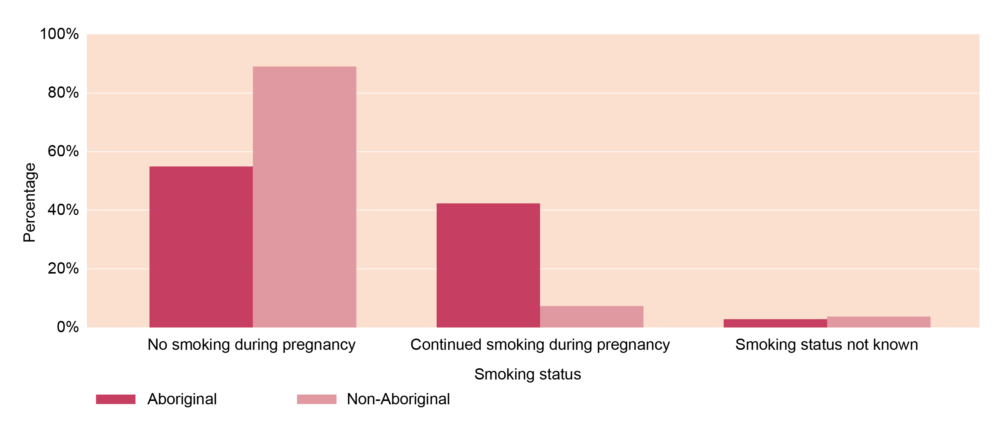 100%
80%
60%
40%
20%
0%
Percentage
No smoking during pregnancy
Continued smoking during pregnancy
Smoking status not known
Smoking status
Aboriginal
Non-Aboriginal